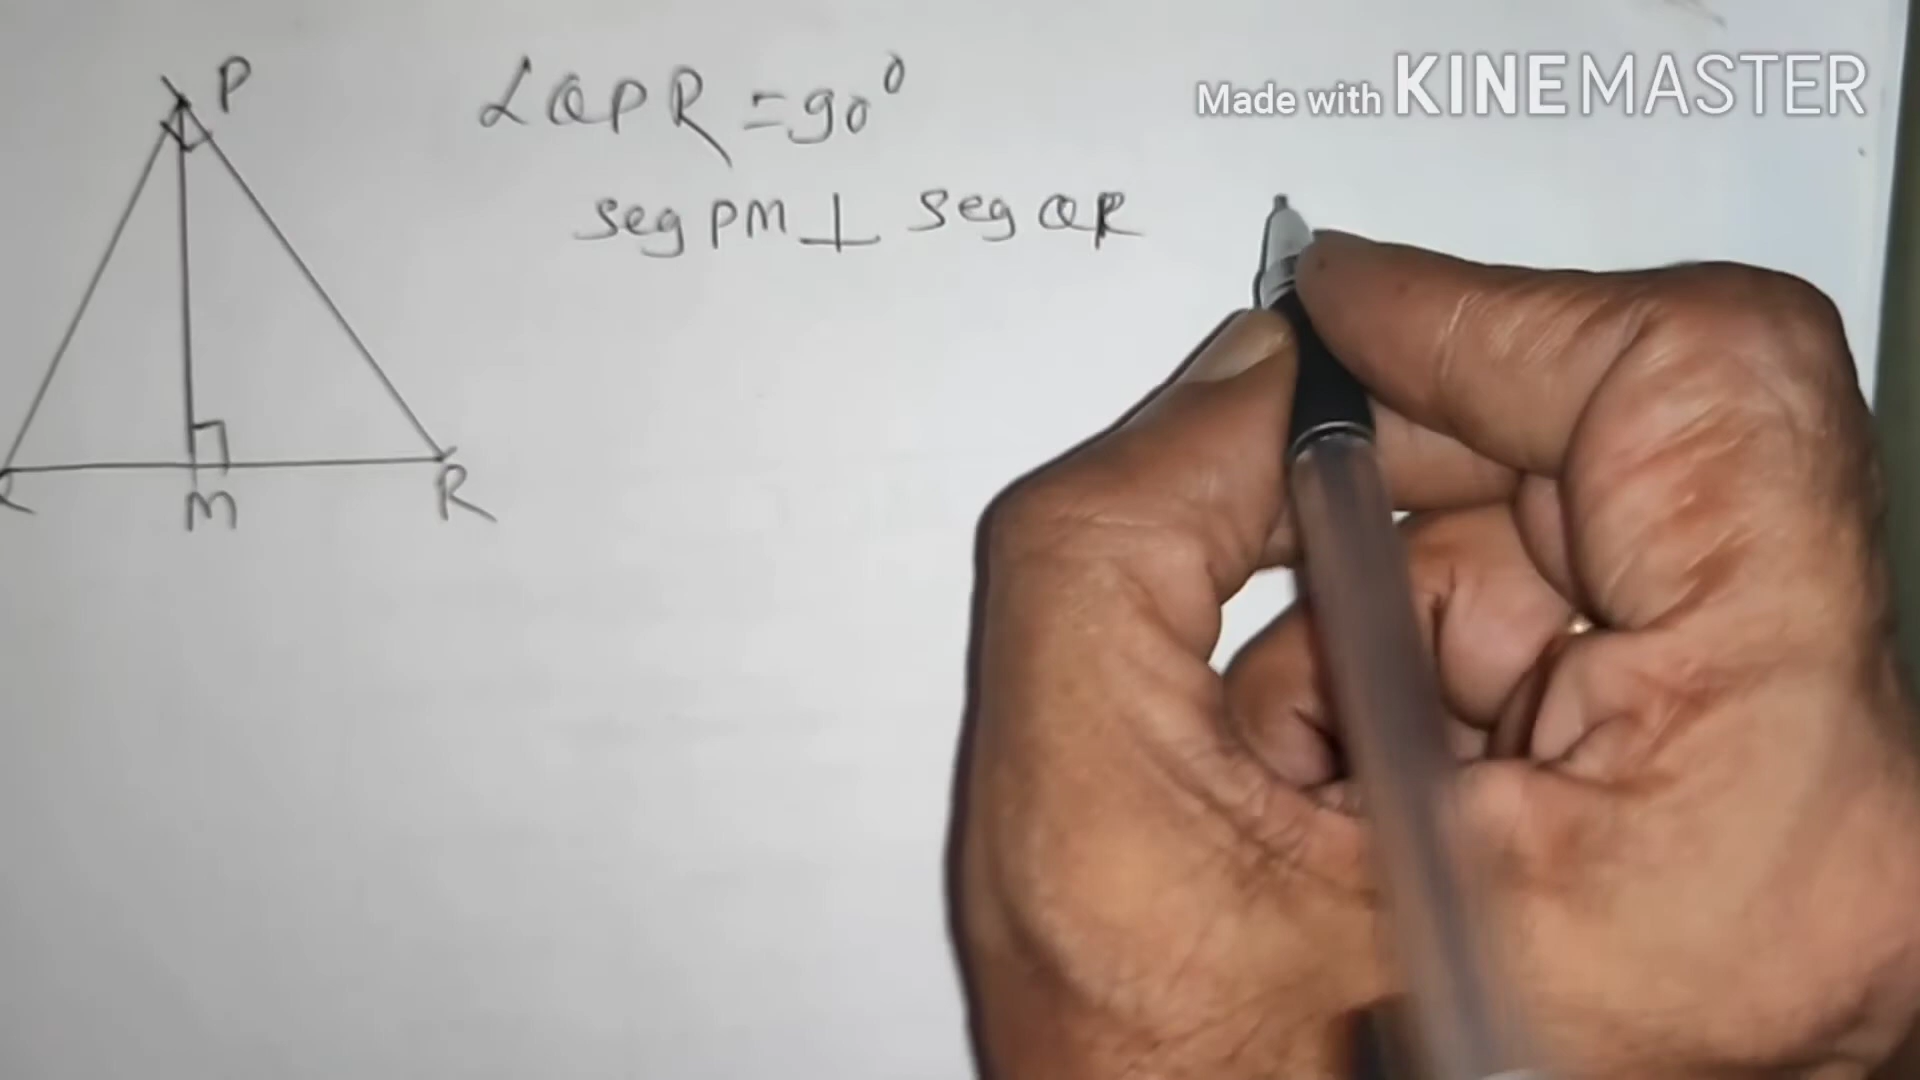 P
∠QPR = 90°
Made with KINEMASTER
seg PM ⊥ seg QR
M
R